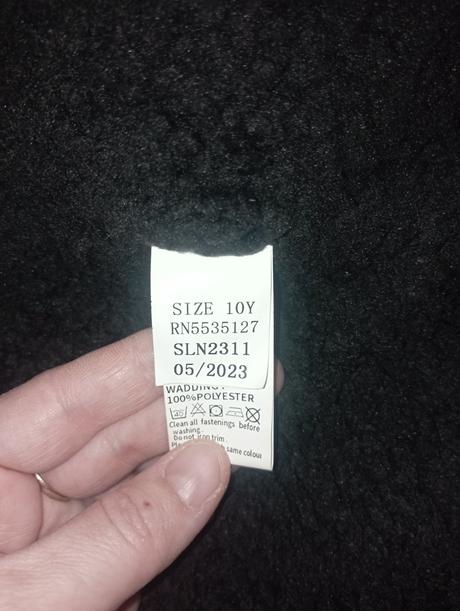 SIZE 10Y
RN5535127
SLN2311
05/2023
WADDING:
100%POLYESTER
40
Clean all fastenings before
washing.
Do not iron trim.
same colour